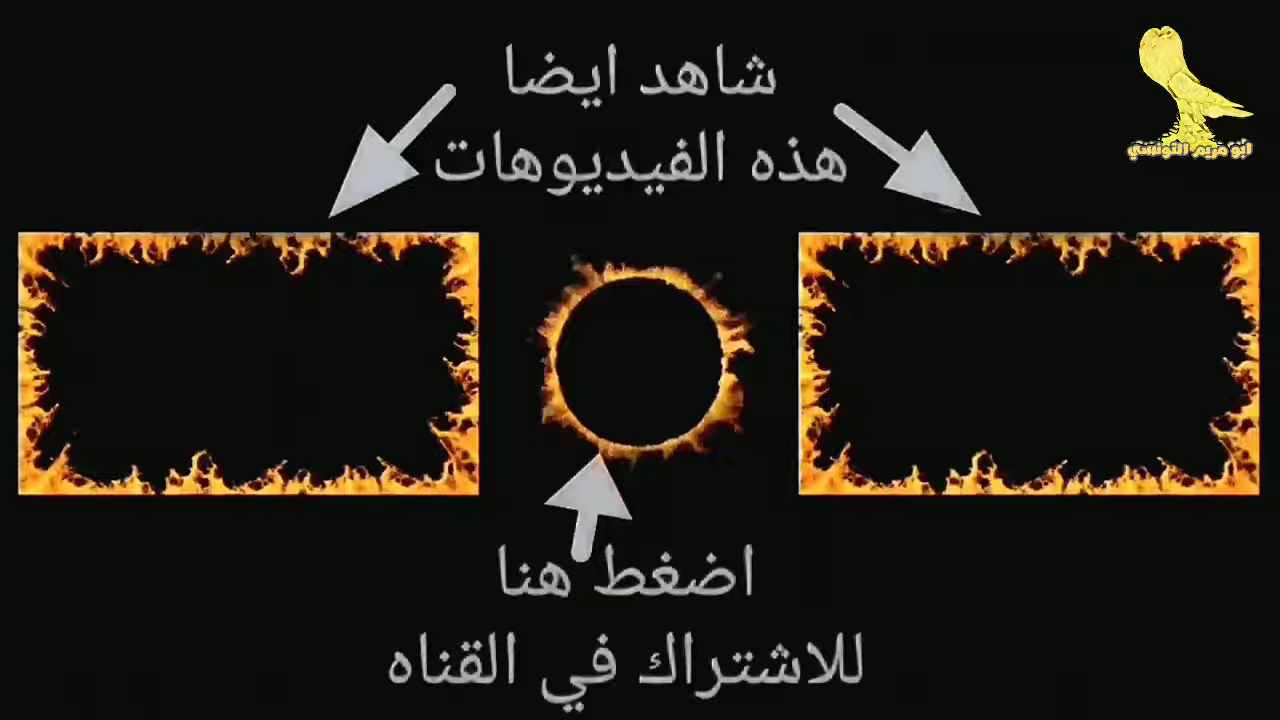 شاهد ايضا
هذه الفيديوهات
ابو مريم التونسي
اضغط هنا
للاشتراك في القناه